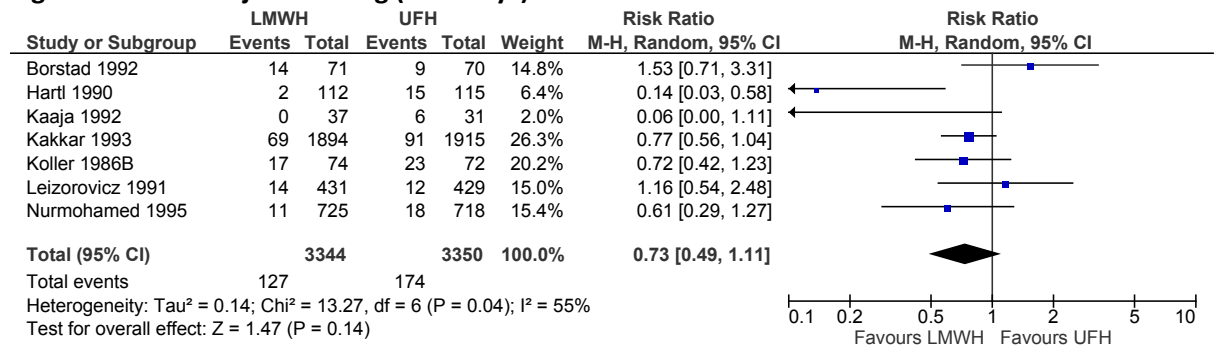 LMWH UFH Risk Ratio Risk Ratio
Study or Subgroup Events Total Events Total Weight M-H, Random, 95% CI M-H, Random, 95% CI
Borstad 1992 14 71 9 70 14.8% 1.53 [0.71, 3.31]
Hartl 1990 2 112 15 115 6.4% 0.14 [0.03, 0.58]
Kaaja 1992 0 37 6 31 2.0% 0.06 [0.00, 1.11]
Kakkar 1993 69 1894 91 1915 26.3% 0.77 [0.56, 1.04]
Koller 1986B 17 74 23 72 20.2% 0.72 [0.42, 1.23]
Leizorovicz 1991 14 431 12 429 15.0% 1.16 [0.54, 2.48]
Nurmohamed 1995 11 725 18 718 15.4% 0.61 [0.29, 1.27]
Total (95% CI) 3344 3350 100.0% 0.73 [0.49, 1.11]
Total events 127 174
Heterogeneity: Tau² = 0.14; Chi² = 13.27, df = 6 (P = 0.04); I² = 55%
Test for overall effect: Z = 1.47 (P = 0.14)
0.1 0.2 0.5 1 2 5 10
Favours LMWH Favours UFH